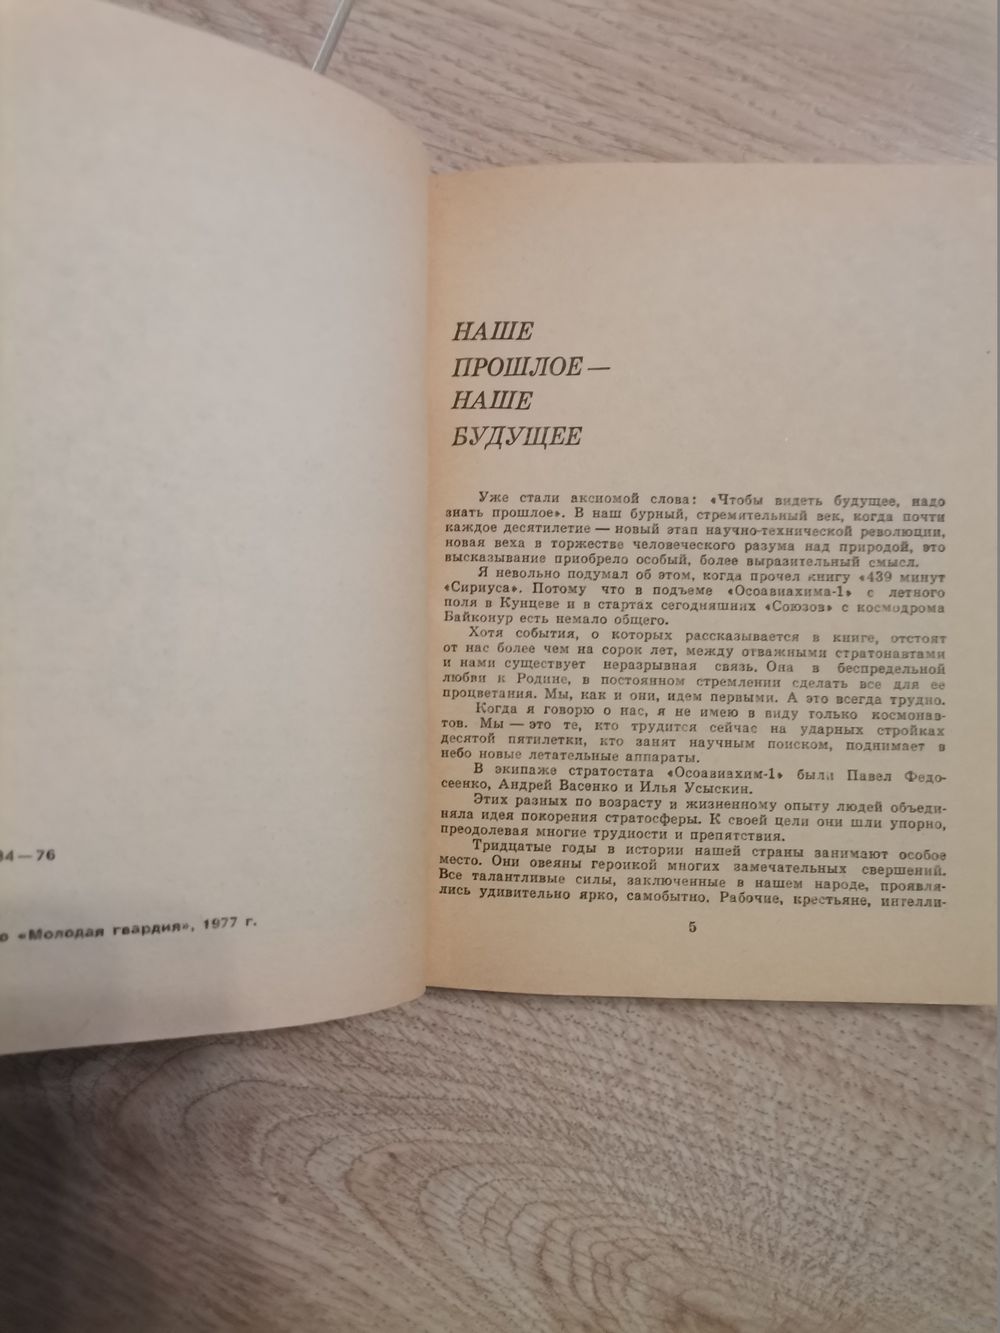 34—76
«Молодая гвардия», 1977 г.
НАШЕ
ПРОШЛОЕ —
НАШЕ
БУДУЩЕЕ
Уже стали аксиомой слова: «Чтобы видеть будущее, надо
знать прошлое». В наш бурный, стремительный век, когда почти
каждое десятилетие — новый этап научно-технической революции,
новая веха в торжестве человеческого разума над природой, это
высказывание приобрело особый, более выразительный смысл.
Я невольно подумал об этом, когда прочел книгу «439 минут
«Сириуса». Потому что в подъеме «Осоавиахима-1» с летного
поля в Кунцеве и в стартах сегодняшних «Союзов» с космодрома
Байконур есть немало общего.
Хотя события, о которых рассказывается в книге, отстоят
от нас более чем на сорок лет, между отважными стратонавтами
и нами существует неразрывная связь. Она в беспредельной
любви к Родине, в постоянном стремлении сделать все для ее
процветания. Мы, как и они, идем первыми. А это всегда трудно.
Когда я говорю о нас, я не имею в виду только космонав-
тов. Мы — это те, кто трудится сейчас на ударных стройках
десятой пятилетки, кто занят научным поиском, поднимает в
небо новые летательные аппараты.
В экипаже стратостата «Осоавиахим-1» были Павел Федо-
сеенко, Андрей Васенко и Илья Усыскин.
Этих разных по возрасту и жизненному опыту людей объеди-
няла идея покорения стратосферы. К своей цели они шли упорно,
преодолевая многие трудности и препятствия.
Тридцатые годы в истории нашей страны занимают особое
место. Они овеяны героикой многих замечательных свершений.
Все талантливые силы, заключенные в нашем народе, проявля-
лись удивительно ярко, самобытно. Рабочие, крестьяне, интелли-
5